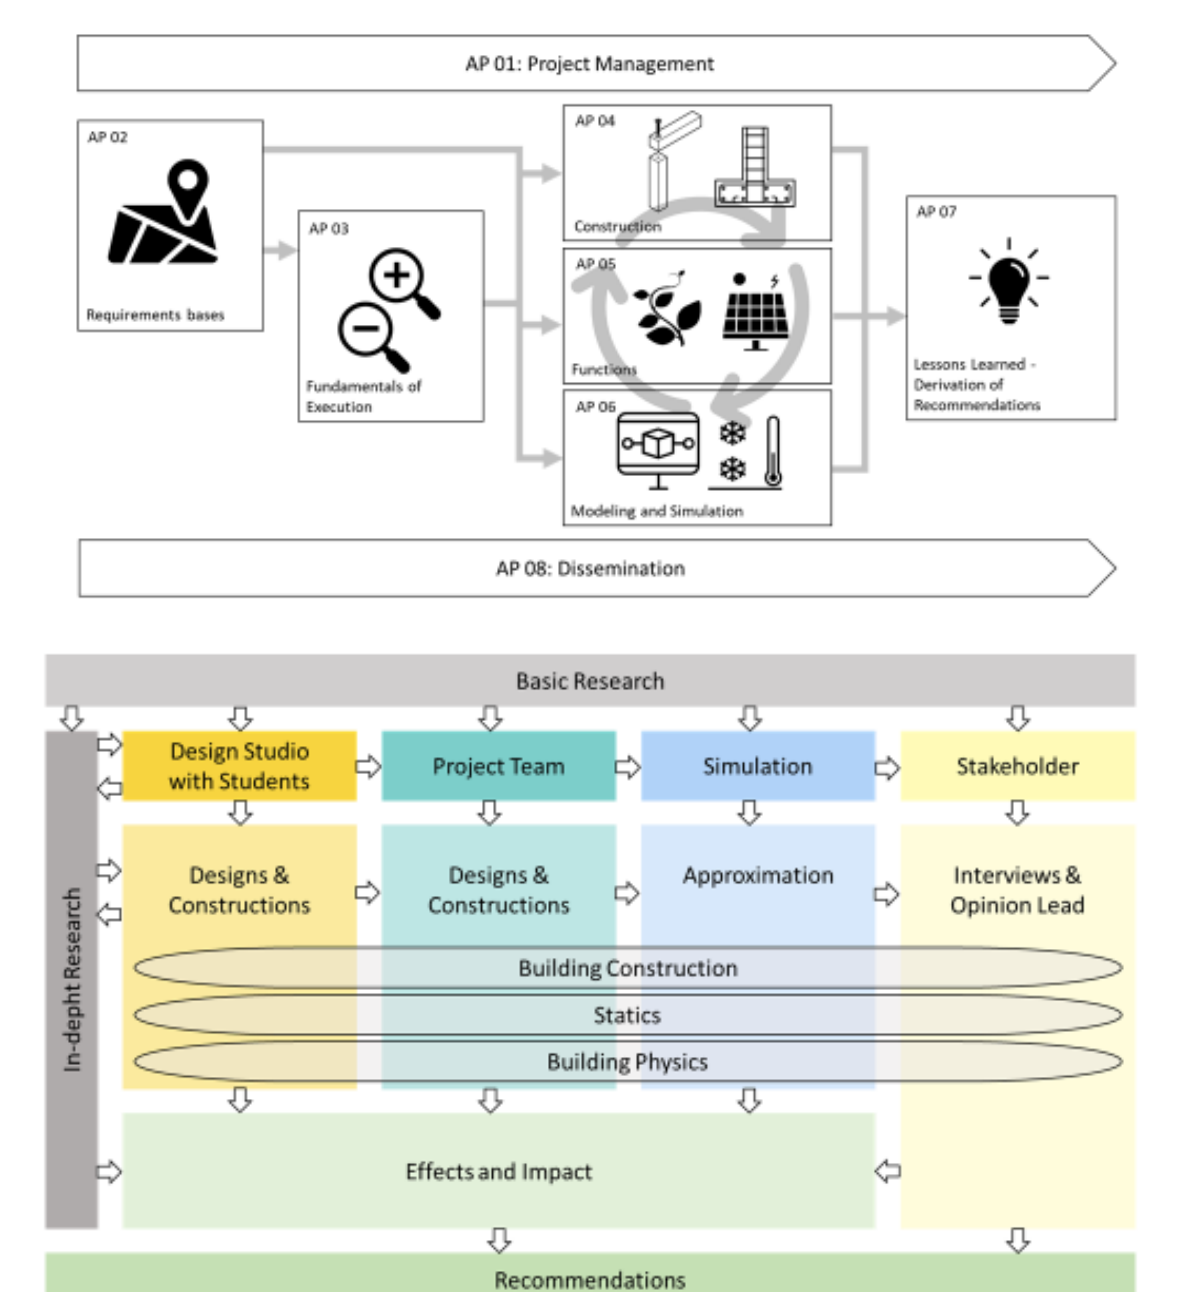 AP 01: Project Management
AP 02
Requirements bases
AP 03
Fundamentals of
Execution
AP 04
Construction
AP 05
Functions
AP 06
Modeling and Simulation
AP 07
Lessons Learned -
Derivation of
Recommendations
AP 08: Dissemination
Basic Research
In-depht Research
Design Studio
with Students
Project Team
Simulation
Stakeholder
Designs &
Constructions
Designs &
Constructions
Approximation
Interviews &
Opinion Lead
Building Construction
Statics
Building Physics
Effects and Impact
Recommendations